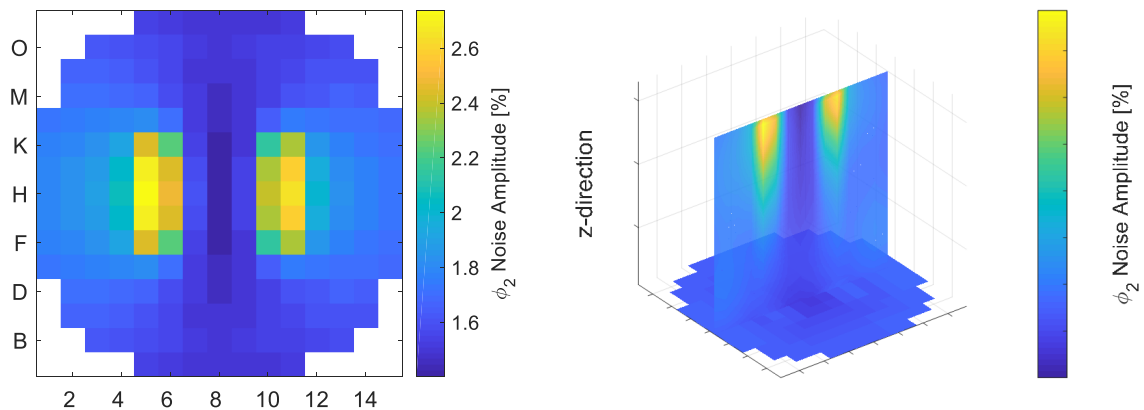 O
M
K
H
F
D
B
2 4 6 8 10 12 14
2.6
2.4
2.2
2
1.8
1.6
ϕ₂ Noise Amplitude [%]
z-direction
ϕ₂ Noise Amplitude [%]